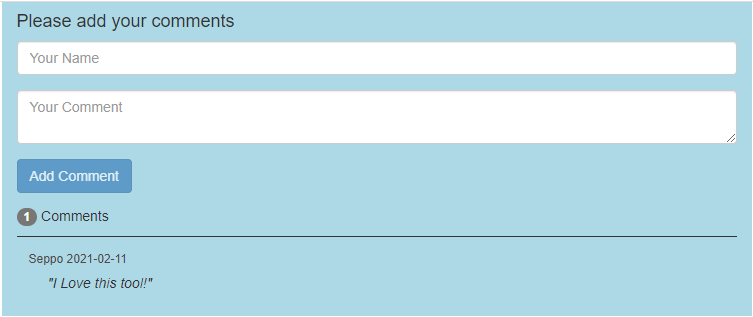 Please add your comments
Your Name
Your Comment
Add Comment
1 Comments
Seppo 2021-02-11
"I Love this tool!"